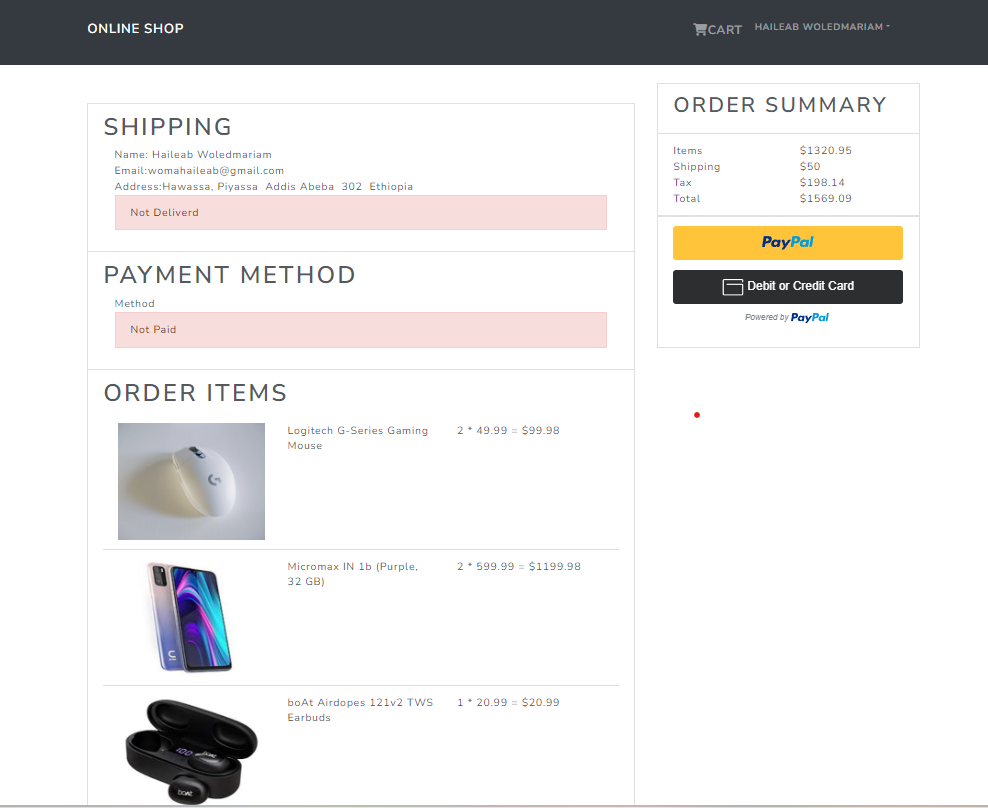 ONLINE SHOP
CART
HAILEAB WOLEDMARIAM
SHIPPING
Name: Haileab Woledmariam
Email:womahaileab@gmail.com
Address:Hawassa, Piyassa Addis Abeba 302 Ethiopia
Not Deliverd
PAYMENT METHOD
Method
Not Paid
ORDER ITEMS
Logitech G-Series Gaming
Mouse
2 * 49.99 = $99.98
Micromax IN 1b (Purple,
32 GB)
2 * 599.99 = $1199.98
boAt Airdopes 121v2 TWS
Earbuds
1 * 20.99 = $20.99
100
boAt
boAt
ORDER SUMMARY
Items $1320.95
Shipping $50
Tax $198.14
Total $1569.09
PayPal
Debit or Credit Card
Powered by PayPal